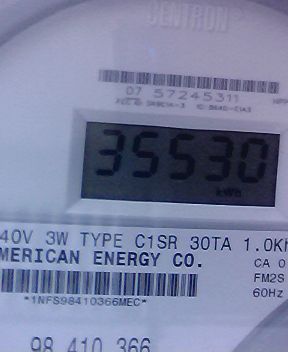 CENTRON
07 57245311
35530
kWh
40V 3W TYPE C1SR 30TA 1.0Kh
MERICAN ENERGY CO.
CA 0
FM2S
60Hz
*1NFS98410366MEC*
98 410 366